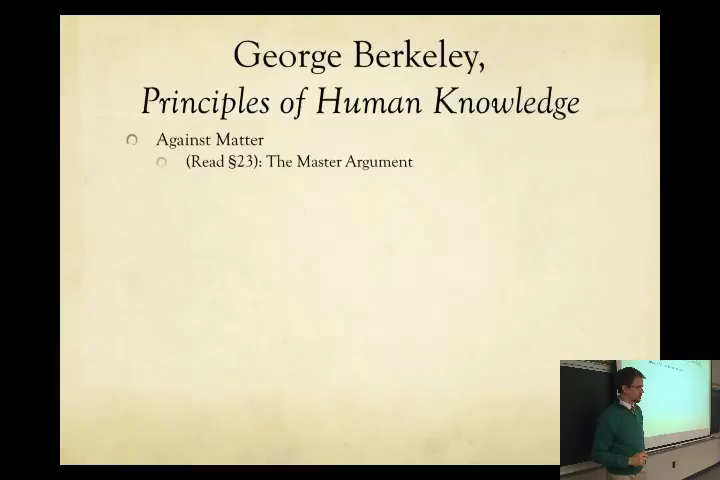 George Berkeley,
Principles of Human Knowledge
Against Matter
(Read §23): The Master Argument